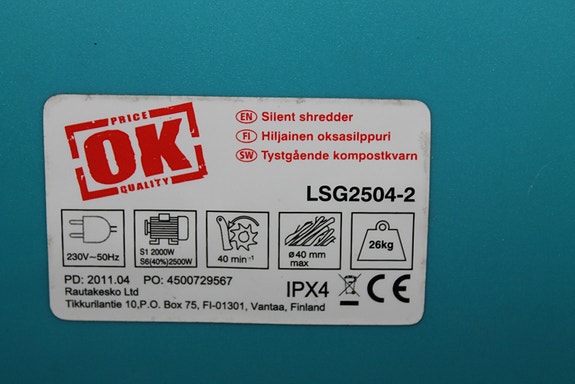 PRICE
OK
QUALITY
EN Silent shredder
FI Hiljainen oksasilppuri
SW Tystgående kompostkvarn
LSG2504-2
230V~50Hz
S1 2000W
S6(40%)2500W
40 min⁻¹
ø40 mm
max
26kg
PD: 2011.04 PO: 4500729567
Rautakesko Ltd
Tikkurilantie 10,P.O. Box 75, FI-01301, Vantaa, Finland
IPX4 CE